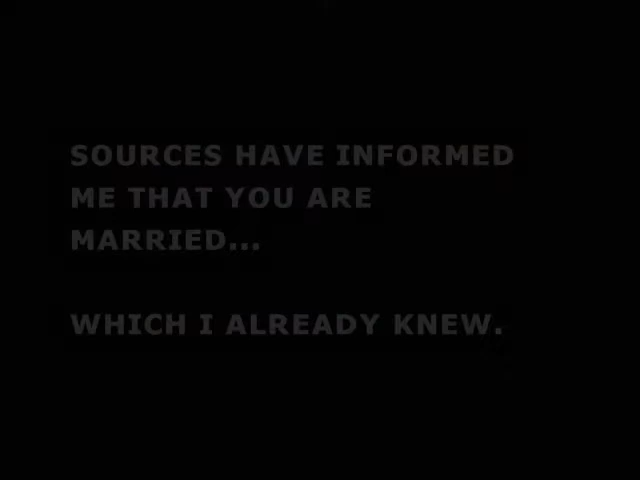 SOURCES HAVE INFORMED
ME THAT YOU ARE
MARRIED...
WHICH I ALREADY KNEW.